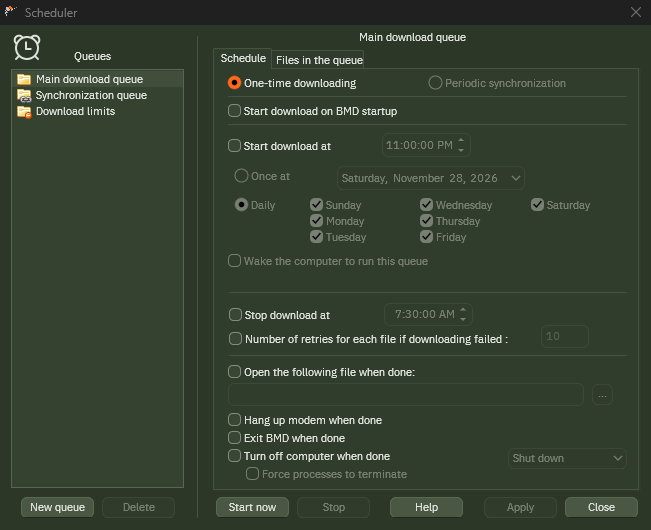 Scheduler
Queues
Main download queue
Synchronization queue
Download limits
New queue
Delete
Main download queue
Schedule
Files in the queue
One-time downloading
Periodic synchronization
Start download on BMD startup
Start download at
11:00:00 PM
Once at
Saturday, November 28, 2026
Daily
Sunday
Wednesday
Saturday
Monday
Thursday
Tuesday
Friday
Wake the computer to run this queue
Stop download at
7:30:00 AM
Number of retries for each file if downloading failed :
10
Open the following file when done:
...
Hang up modem when done
Exit BMD when done
Turn off computer when done
Shut down
Force processes to terminate
Start now
Stop
Help
Apply
Close